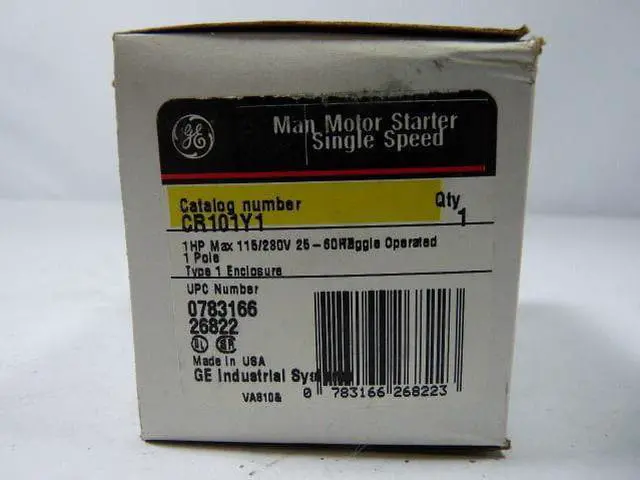 GE
Man Motor Starter
Single Speed
Catalog number Qty
CR101Y1 1
1HP Max 115/230V 25-60HZ Toggle Operated
1 Pole
Type 1 Enclosure
UPC Number
0783166
26822
UL
Made in USA
GE Industrial Systems
0 783166 268223